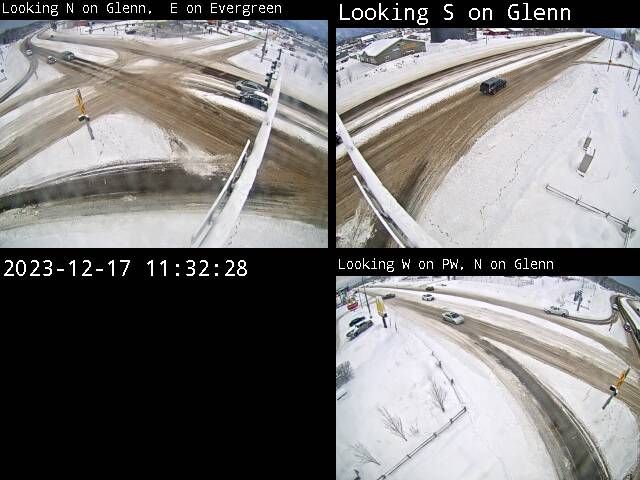 Looking N on Glenn,  E on Evergreen
Looking S on Glenn
2023-12-17 11:32:28
Looking W on PW, N on Glenn